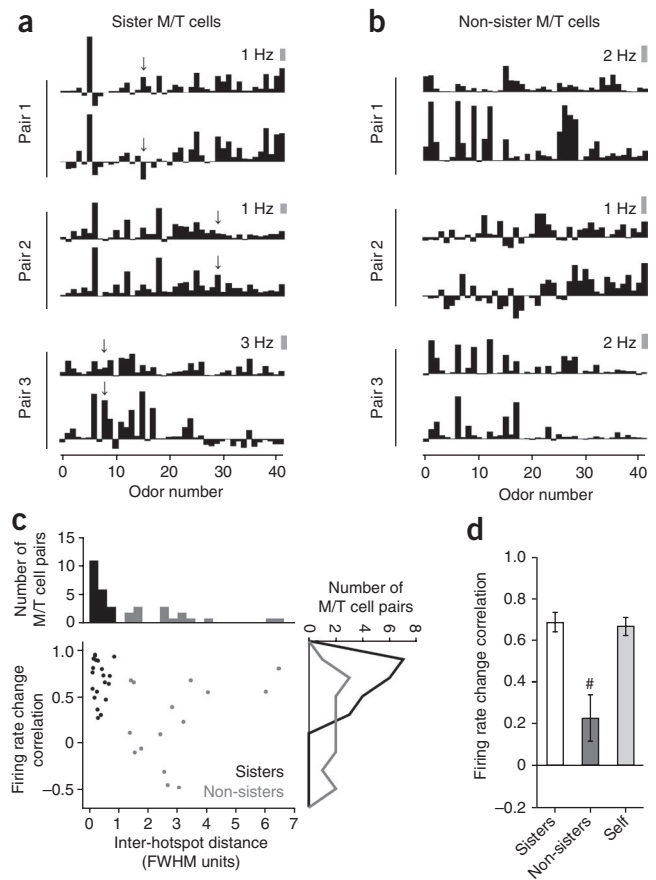 a
Sister M/T cells
1 Hz
Pair 1
1 Hz
Pair 2
3 Hz
Pair 3
0 10 20 30 40
Odor number
b
Non-sister M/T cells
2 Hz
Pair 1
1 Hz
Pair 2
2 Hz
Pair 3
0 10 20 30 40
Odor number
c
Number of
M/T cell pairs
15
10
5
0
Number of
M/T cell pairs
0 2 4 6 8
Firing rate change
correlation
1.0
0.5
0
–0.5
Sisters
Non-sisters
0 1 2 3 4 5 6 7
Inter-hotspot distance
(FWHM units)
d
Firing rate change correlation
1.0
0.8
0.6
0.4
0.2
0
–0.2
#
Sisters
Non-sisters
Self